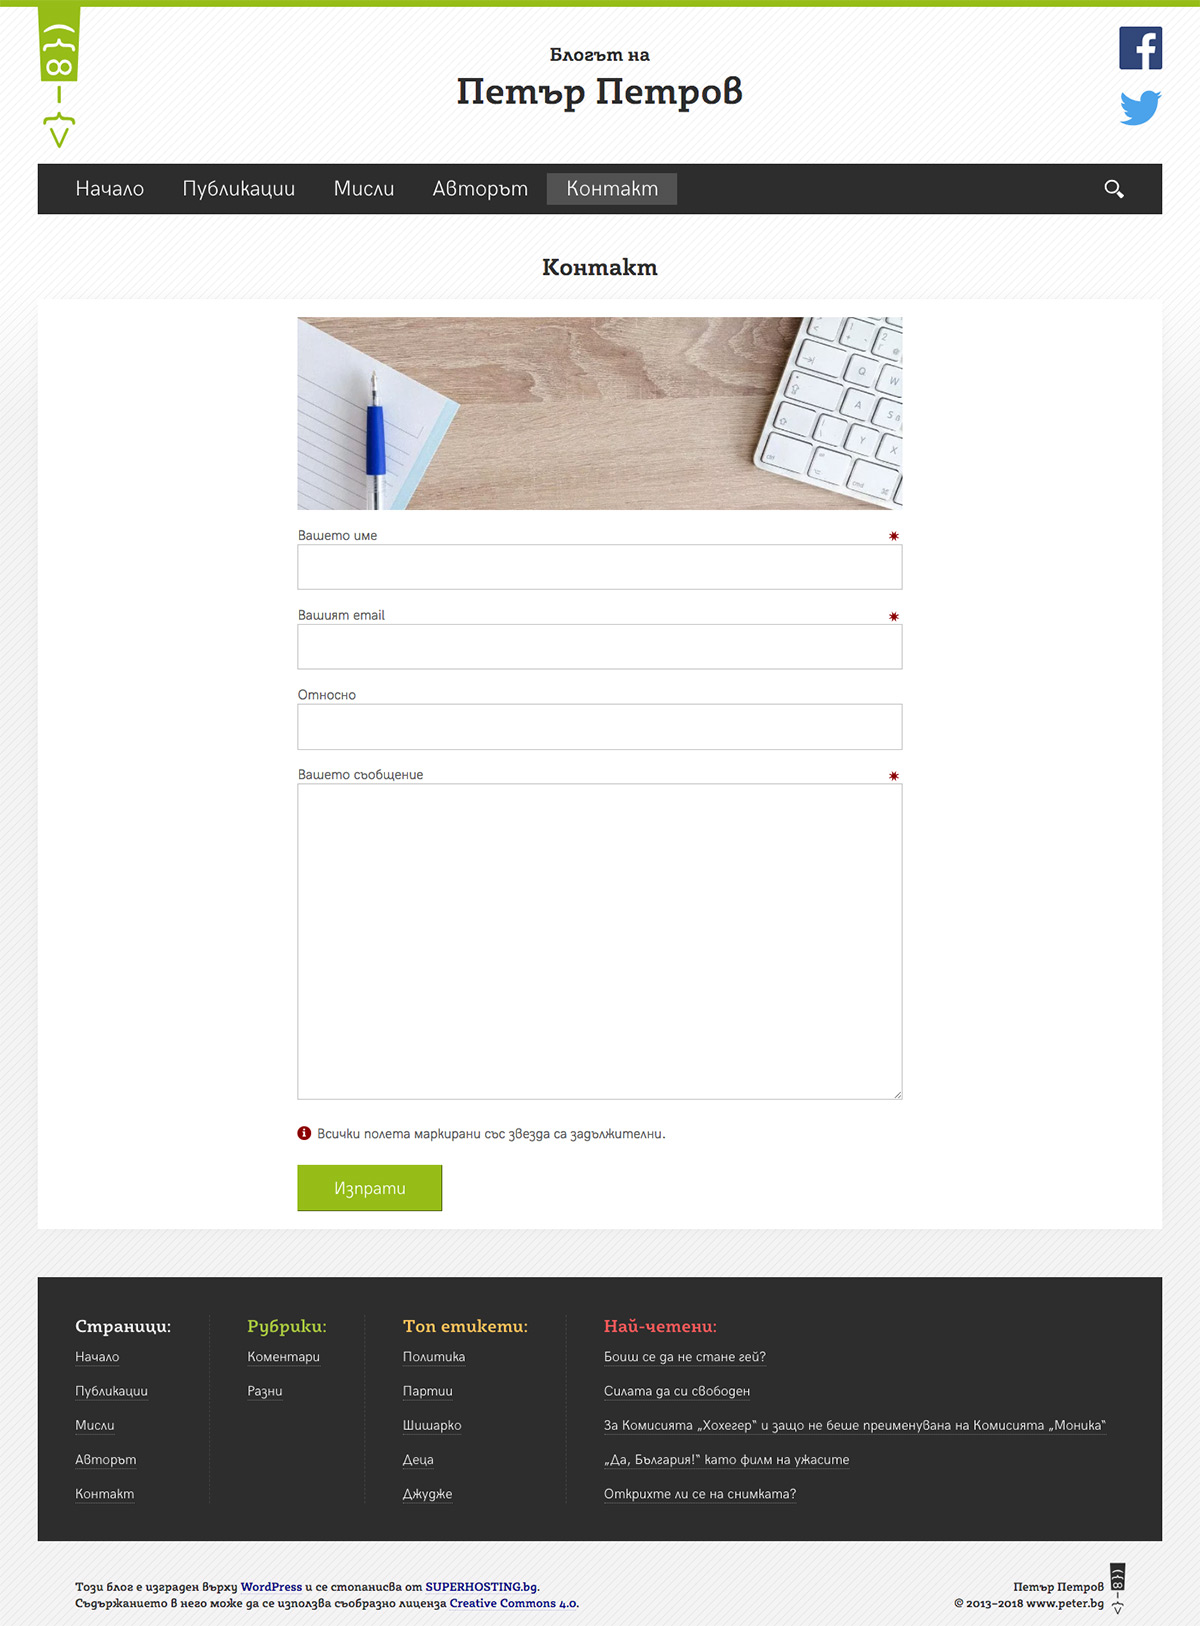 Блогът на
Петър Петров
Начало Публикации Мисли Авторът Контакт
Контакт
Вашето име
Вашият email
Относно
Вашето съобщение
Всички полета маркирани със звезда са задължителни.
Изпрати
Страници:
Начало
Публикации
Мисли
Авторът
Контакт
Рубрики:
Коментари
Разни
Топ етикети:
Политика
Партии
Шишарко
Деца
Джудже
Най-четени:
Боиш се да не стане гей?
Силата да си свободен
За Комисията „Хохегер“ и защо не беше преименувана на Комисията „Моника“
„Да, България!“ като филм на ужасите
Открихте ли се на снимката?
Този блог е изграден върху WordPress и се стопанисва от SUPERHOSTING.bg.
Съдържанието в него може да се използва съобразно лиценза Creative Commons 4.0.
Петър Петров
© 2013–2018 www.peter.bg